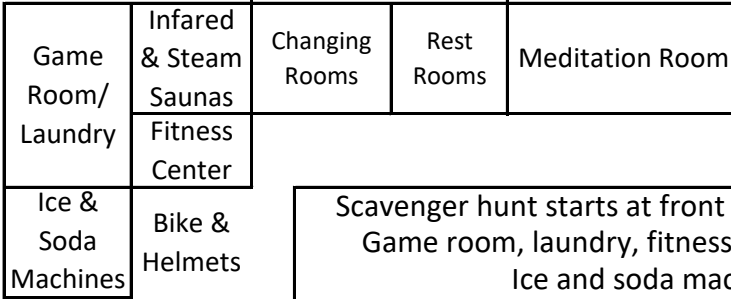 Game
Room/
Laundry
Infared
& Steam
Saunas
Changing
Rooms
Rest
Rooms
Meditation Room
Fitness
Center
Ice &
Soda
Machines
Bike &
Helmets
Scavenger hunt starts at front
Game room, laundry, fitness
Ice and soda mac